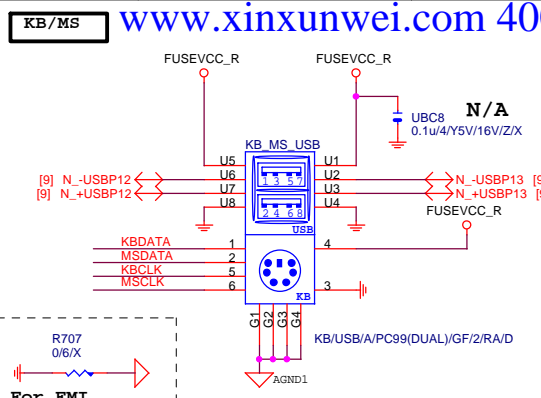 KB/MS
www.xinxunwei.com 40
FUSEVCC_R
FUSEVCC_R
UBC8
N/A
0.1u/4/Y5V/16V/Z/X
KB_MS_USB
U5
U1
[9] N_-USBP12
U6
U2
N_-USBP13
[9] N_+USBP12
U7
U3
N_+USBP13
U8
U4
1 3 5 7
2 4 6 8
USB
FUSEVCC_R
KBDATA
1
4
MSDATA
2
KBCLK
5
MSCLK
6
3
KB
G1
G2
G3
G4
KB/USB/A/PC99(DUAL)/GF/2/RA/D
AGND1
R707
0/6/X
For EMI